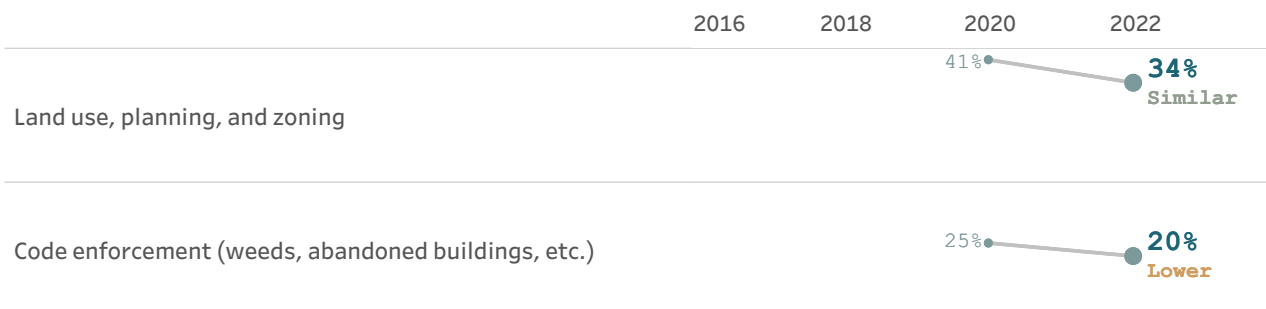 2016 2018 2020 2022
41% 34%
Similar
Land use, planning, and zoning
25% 20%
Code enforcement (weeds, abandoned buildings, etc.)
Lower